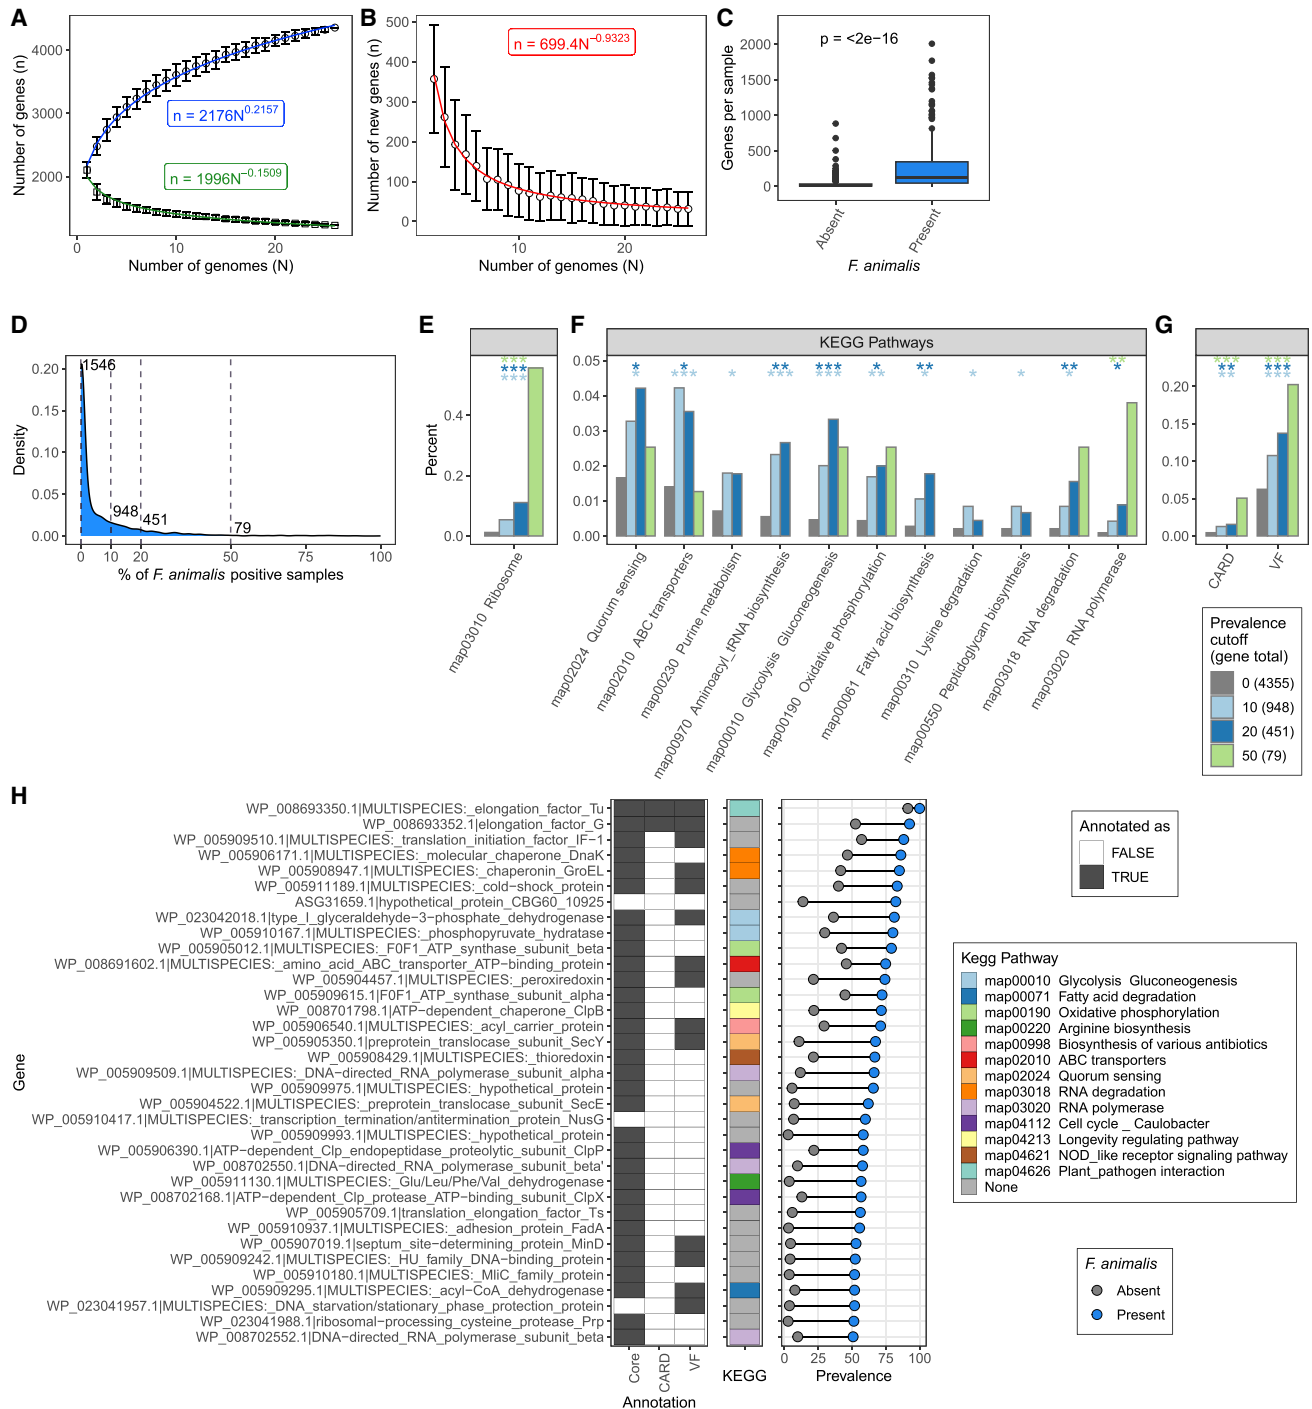 A
Number of genes (n)
4000
3000
2000
n = 2176N^0.2157
n = 1996N^−0.1509
0
10
20
Number of genomes (N)
B
Number of new genes (n)
500
400
300
200
100
0
n = 699.4N^−0.9323
10
20
Number of genomes (N)
C
Genes per sample
2000
1500
1000
500
0
p = <2e−16
Absent
Present
F. animalis
D
Density
0.20
0.15
0.10
0.05
0.00
1546
948
451
79
0
10
20
50
75
100
% of F. animalis positive samples
E
Percent
0.4
0.2
0.0
***
***
***
map03010 Ribosome
F
KEGG Pathways
0.05
0.04
0.03
0.02
0.01
0.00
* * ** *** * ** ** ** *
* *** * *** *** ** * * * *
map02024 Quorum sensing
map02010 ABC transporters
map00230 Purine metabolism
map00970 Aminoacyl_tRNA biosynthesis
map00010 Glycolysis Gluconeogenesis
map00190 Oxidative phosphorylation
map00061 Fatty acid biosynthesis
map00310 Lysine degradation
map00550 Peptidoglycan biosynthesis
map03018 RNA degradation
map03020 RNA polymerase
G
0.20
0.15
0.10
0.05
0.00
*** ***
** ***
** ***
CARD
VF
Prevalence
cutoff
(gene total)
0 (4355)
10 (948)
20 (451)
50 (79)
H
Gene
WP_008693350.1|MULTISPECIES:_elongation_factor_Tu
WP_008693352.1|elongation_factor_G
WP_005909510.1|MULTISPECIES:_translation_initiation_factor_IF−1
WP_005906171.1|MULTISPECIES:_molecular_chaperone_DnaK
WP_005908947.1|MULTISPECIES:_chaperonin_GroEL
WP_005911189.1|MULTISPECIES:_cold−shock_protein
ASG31659.1|hypothetical_protein_CBG60_10925
WP_023042018.1|type_I_glyceraldehyde−3−phosphate_dehydrogenase
WP_005910167.1|MULTISPECIES:_phosphopyruvate_hydratase
WP_005905012.1|MULTISPECIES:_F0F1_ATP_synthase_subunit_beta
WP_008691602.1|MULTISPECIES:_amino_acid_ABC_transporter_ATP−binding_protein
WP_005904457.1|MULTISPECIES:_peroxiredoxin
WP_005909615.1|F0F1_ATP_synthase_subunit_alpha
WP_008701798.1|ATP−dependent_chaperone_ClpB
WP_005906540.1|MULTISPECIES:_acyl_carrier_protein
WP_005905350.1|preprotein_translocase_subunit_SecY
WP_005908429.1|MULTISPECIES:_thioredoxin
WP_005909509.1|MULTISPECIES:_DNA−directed_RNA_polymerase_subunit_alpha
WP_005909975.1|MULTISPECIES:_hypothetical_protein
WP_005904522.1|MULTISPECIES:_preprotein_translocase_subunit_SecE
WP_005910417.1|MULTISPECIES:_transcription_termination/antitermination_protein_NusG
WP_005909993.1|MULTISPECIES:_hypothetical_protein
WP_005906390.1|ATP−dependent_Clp_endopeptidase_proteolytic_subunit_ClpP
WP_008702550.1|DNA−directed_RNA_polymerase_subunit_beta'
WP_005911130.1|MULTISPECIES:_Glu/Leu/Phe/Val_dehydrogenase
WP_008702168.1|ATP−dependent_Clp_protease_ATP−binding_subunit_ClpX
WP_005905709.1|translation_elongation_factor_Ts
WP_005910937.1|MULTISPECIES:_adhesion_protein_FadA
WP_005907019.1|septum_site−determining_protein_MinD
WP_005909242.1|MULTISPECIES:_HU_family_DNA−binding_protein
WP_005910180.1|MULTISPECIES:_MliC_family_protein
WP_005909295.1|MULTISPECIES:_acyl−CoA_dehydrogenase
WP_023041957.1|MULTISPECIES:_DNA_starvation/stationary_phase_protection_protein
WP_023041988.1|ribosomal−processing_cysteine_protease_Prp
WP_008702552.1|DNA−directed_RNA_polymerase_subunit_beta
Core
CARD
VF
Annotation
KEGG
0
25
50
75
100
Prevalence
Annotated as
FALSE
TRUE
Kegg Pathway
map00010 Glycolysis Gluconeogenesis
map00071 Fatty acid degradation
map00190 Oxidative phosphorylation
map00220 Arginine biosynthesis
map00998 Biosynthesis of various antibiotics
map02010 ABC transporters
map02024 Quorum sensing
map03018 RNA degradation
map03020 RNA polymerase
map04112 Cell cycle _ Caulobacter
map04213 Longevity regulating pathway
map04621 NOD_like receptor signaling pathway
map04626 Plant_pathogen interaction
None
F. animalis
Absent
Present